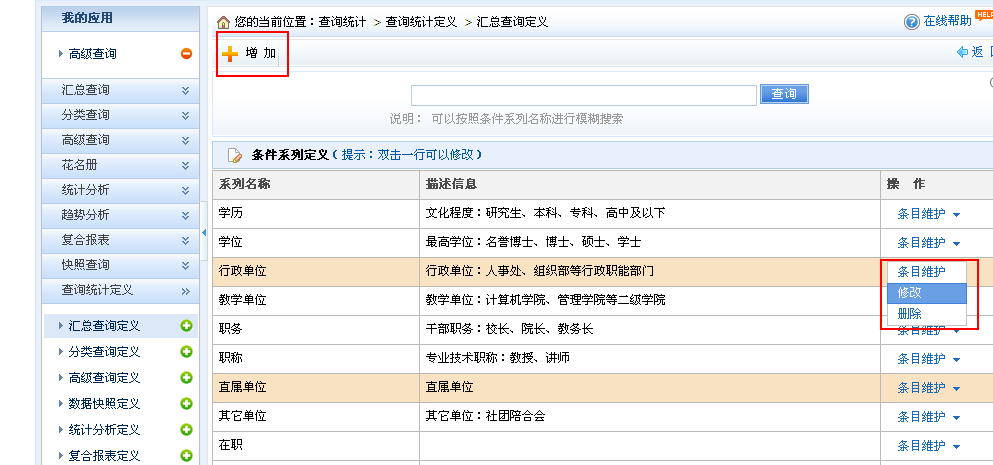 我的应用
高级查询
汇总查询
分类查询
高级查询
花名册
统计分析
趋势分析
复合报表
快照查询
查询统计定义
汇总查询定义
分类查询定义
高级查询定义
数据快照定义
统计分析定义
复合报表定义
您的当前位置：查询统计 > 查询统计定义 > 汇总查询定义
在线帮助 HELP
增 加
返
查询
说明： 可以按照条件系列名称进行模糊搜索
条件系列定义（提示：双击一行可以修改）
系列名称 描述信息 操 作
学历 文化程度：研究生、本科、专科、高中及以下 条目维护
学位 最高学位：名誉博士、博士、硕士、学士 条目维护
行政单位 行政单位：人事处、组织部等行政职能部门 条目维护
修改
删除
教学单位 教学单位：计算机学院、管理学院等二级学院
职务 干部职务：校长、院长、教务长 条目维护
职称 专业技术职称：教授、讲师 条目维护
直属单位 直属单位 条目维护
其它单位 其它单位：社团陪合会 条目维护
在职 条目维护